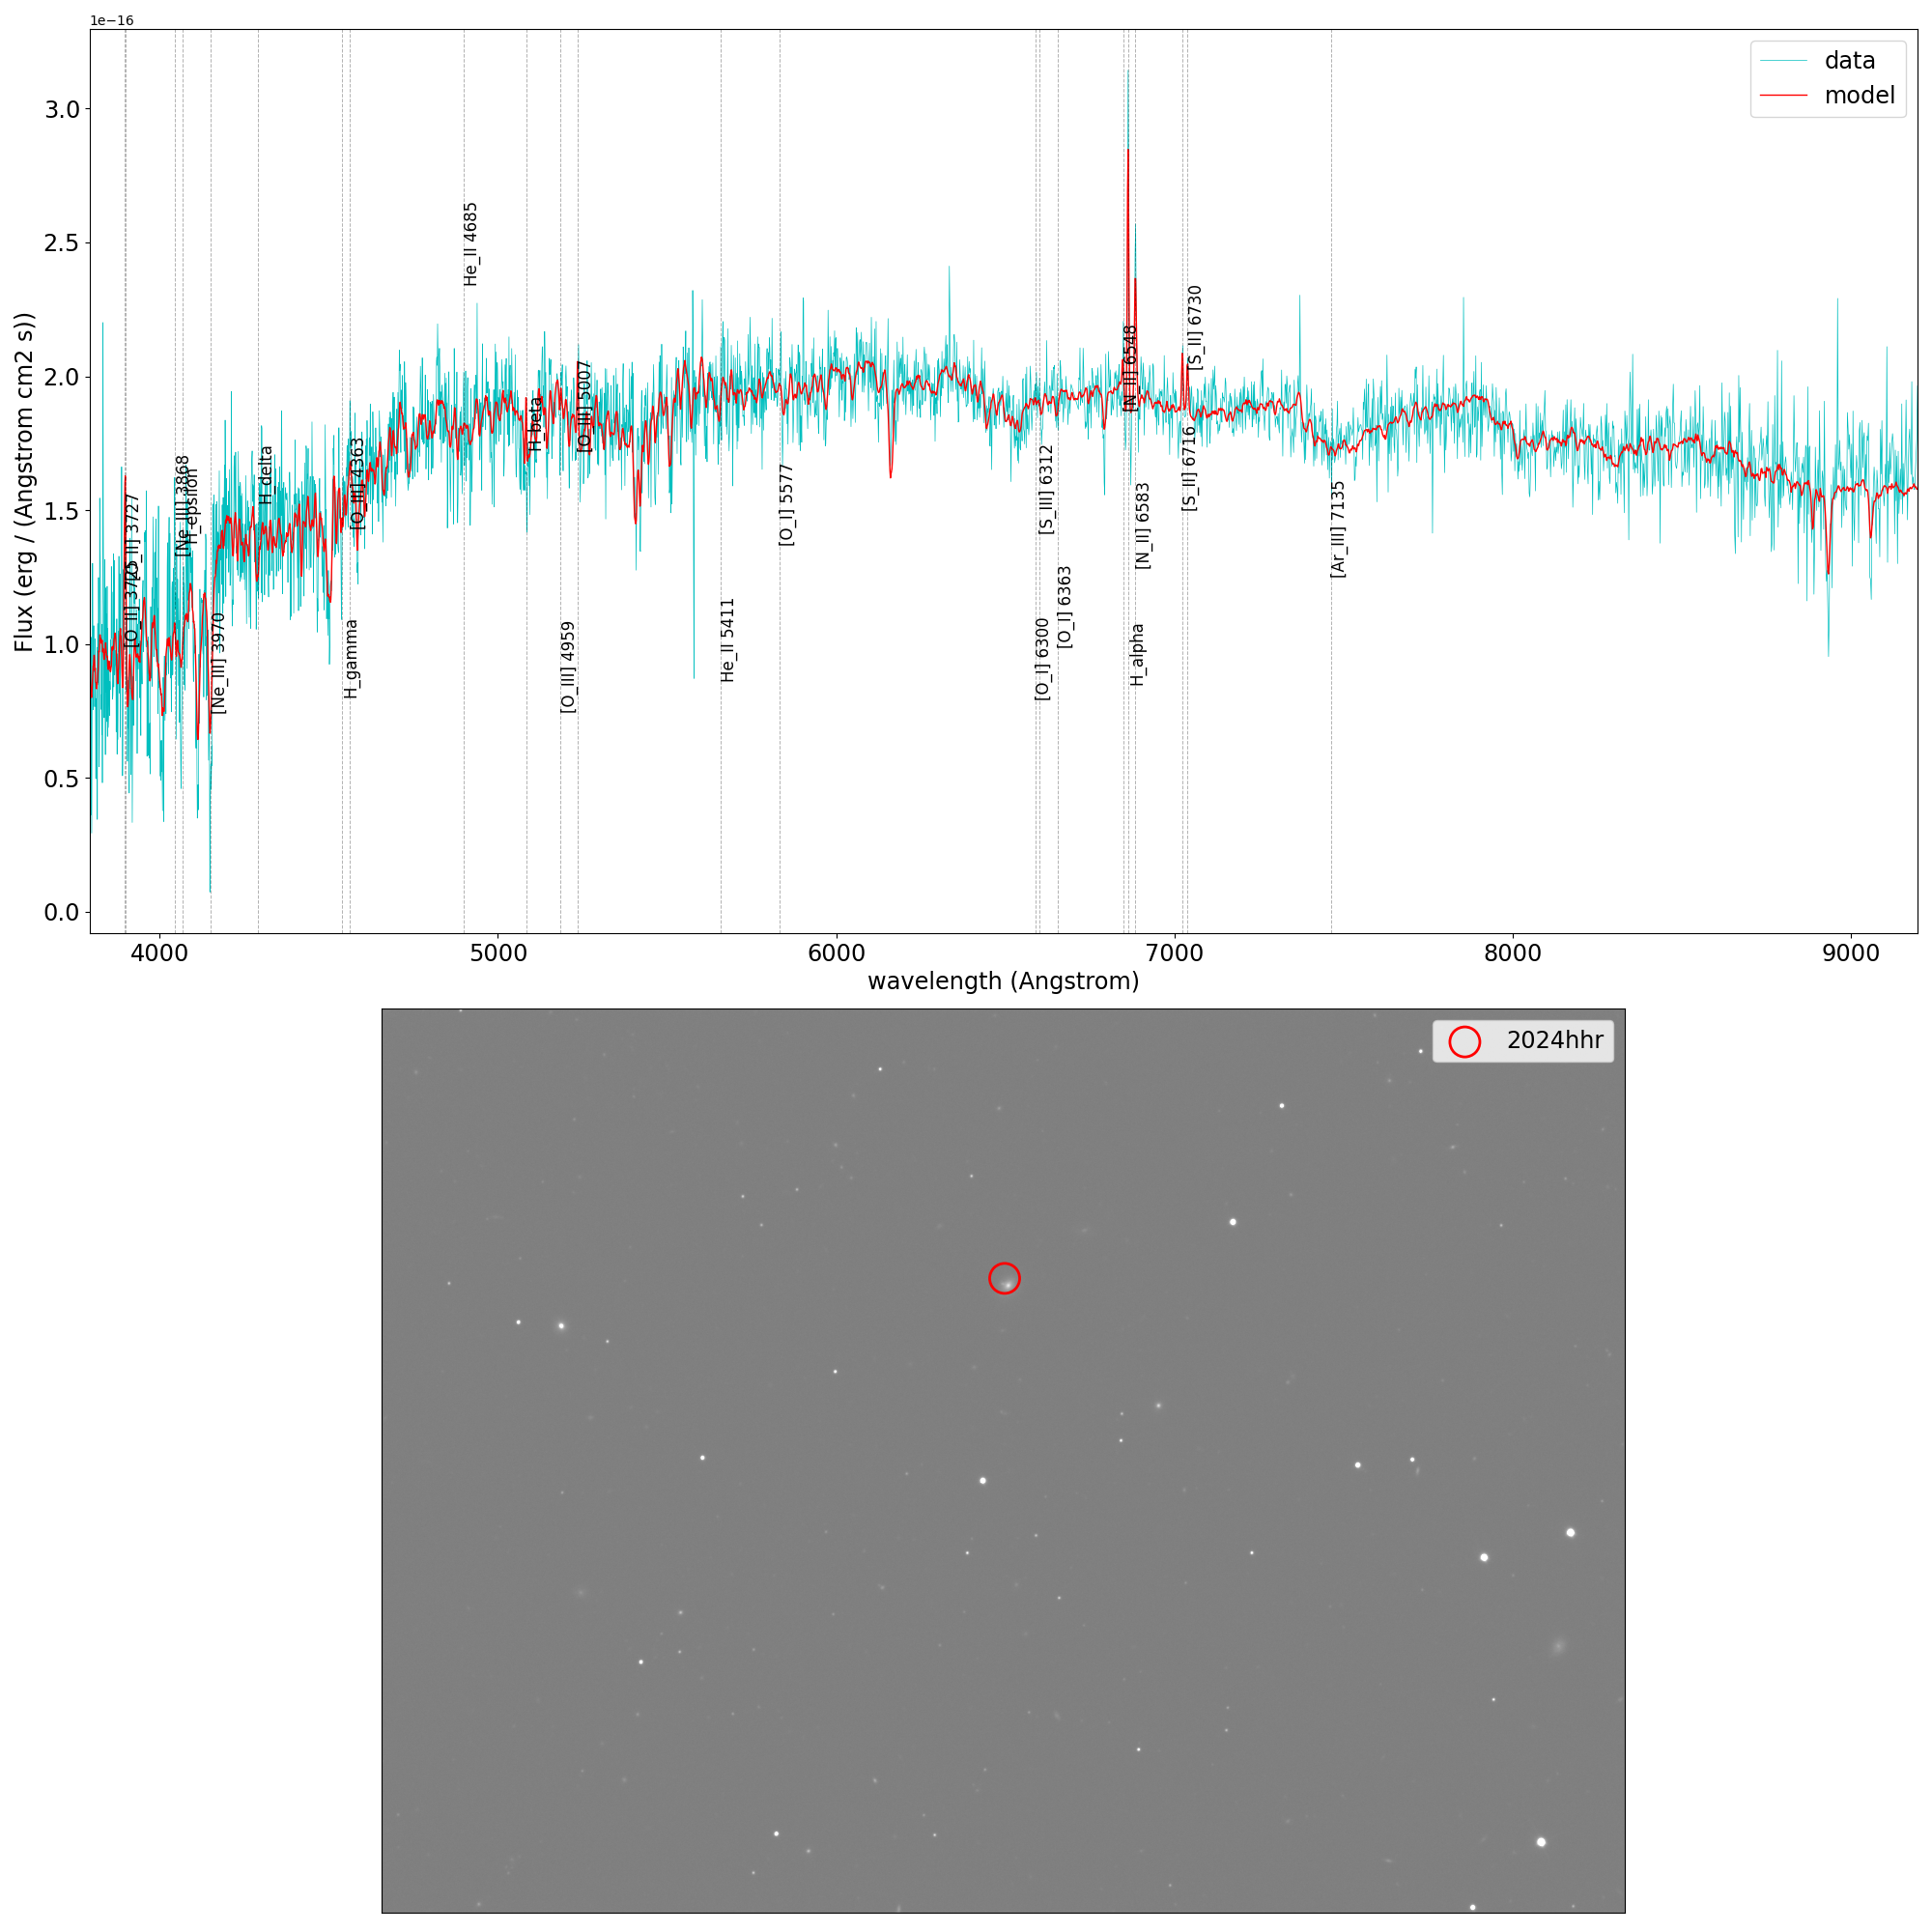 1e−16
data
model
3.0
2.5
2.0
1.5
1.0
0.5
0.0
Flux (erg / (Angstrom cm2 s))
[O_II] 3727
[Ne_III] 3868
H_epsilon
[Ne_III] 3970
H_delta
H_gamma
[O_III] 4363
He_II 4685
H_beta
[O_III] 4959
[O_III] 5007
He_II 5411
[O_I] 5577
[O_I] 6300
[S_III] 6312
[O_I] 6363
[N_II] 6548
H_alpha
[N_II] 6583
[S_II] 6716
[S_II] 6730
[Ar_III] 7135
4000
5000
6000
7000
8000
9000
wavelength (Angstrom)
2024hhr